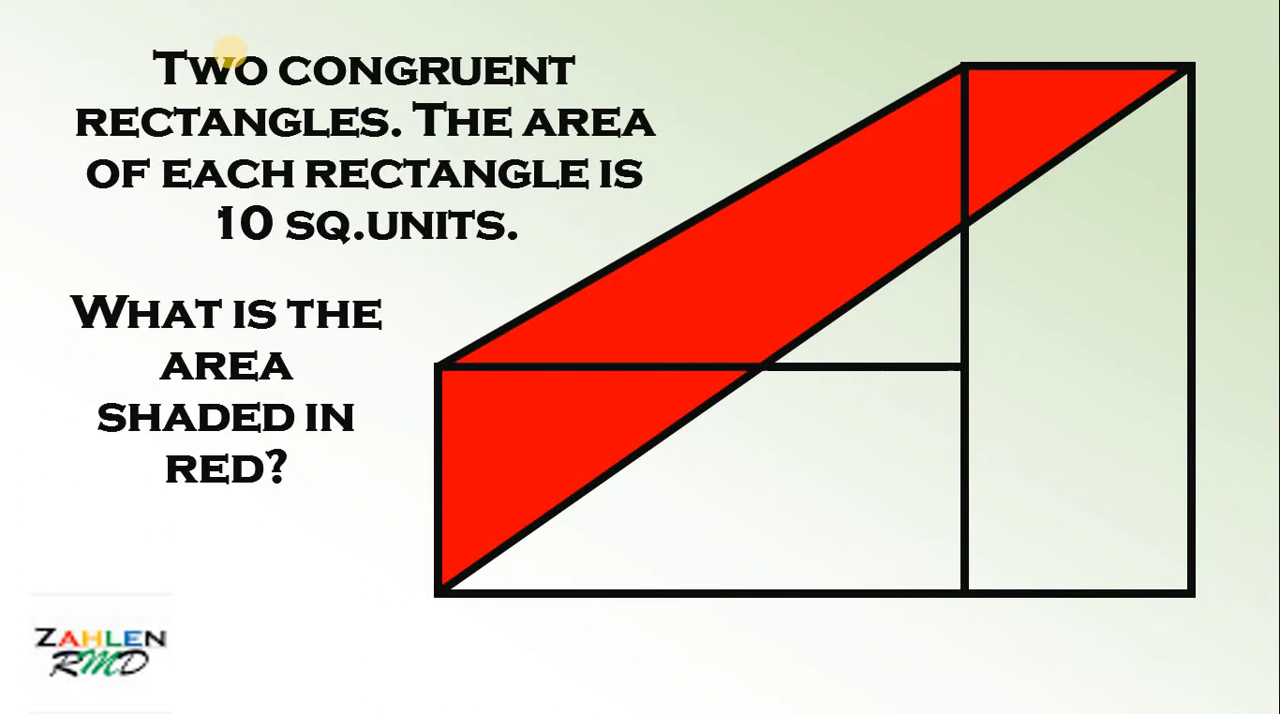 Two congruent
rectangles. The area
of each rectangle is
10 sq.units.
What is the
area
shaded in
red?
Zahlen
RMD